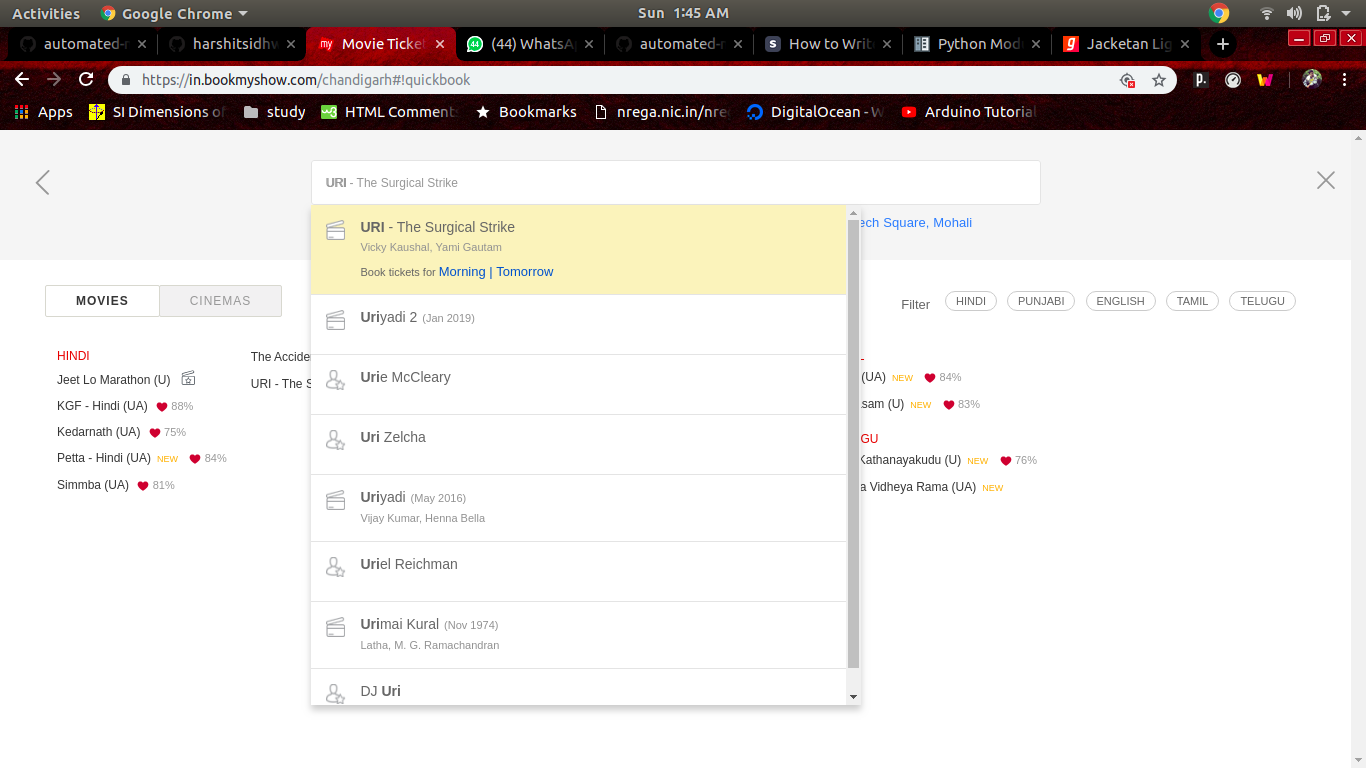 Activities Google Chrome Sun 1:45 AM
automated-r harshitsidhw Movie Ticket (44) WhatsA automated-r How to Write Python Mod Jacketan Lig
https://in.bookmyshow.com/chandigarh#!quickbook
Apps SI Dimensions of study HTML Comments Bookmarks nrega.nic.in/nre DigitalOcean - W Arduino Tutorial
URI - The Surgical Strike
ech Square, Mohali
URI - The Surgical Strike
Vicky Kaushal, Yami Gautam
Book tickets for Morning | Tomorrow
Uriyadi 2 (Jan 2019)
Urie McCleary
Uri Zelcha
Uriyadi (May 2016)
Vijay Kumar, Henna Bella
Uriel Reichman
Urimai Kural (Nov 1974)
Latha, M. G. Ramachandran
DJ Uri
MOVIES CINEMAS
Filter HINDI PUNJABI ENGLISH TAMIL TELUGU
HINDI
Jeet Lo Marathon (U)
KGF - Hindi (UA) 88%
Kedarnath (UA) 75%
Petta - Hindi (UA) NEW 84%
Simmba (UA) 81%
The Accide
URI - The S
(UA) NEW 84%
sam (U) NEW 83%
GU
Kathanayakudu (U) NEW 76%
a Vidheya Rama (UA) NEW